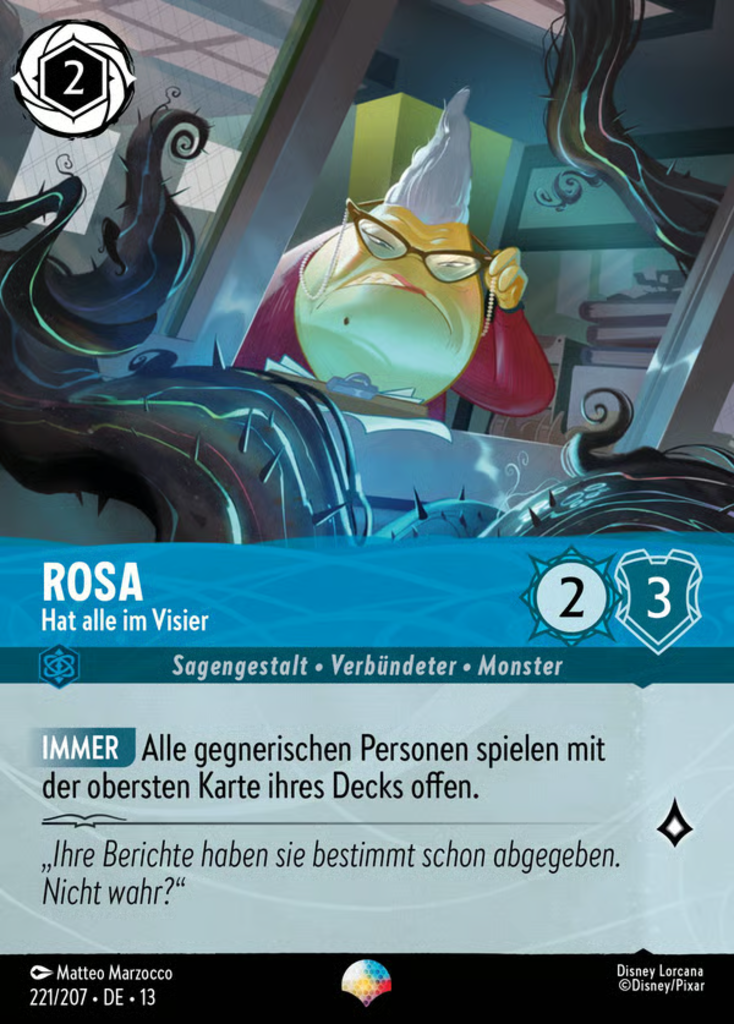 2
ROSA
Hat alle im Visier
2
3
Sagengestalt • Verbündeter • Monster
IMMER Alle gegnerischen Personen spielen mit
der obersten Karte ihres Decks offen.
„Ihre Berichte haben sie bestimmt schon abgegeben.
Nicht wahr?“
Matteo Marzocco
Disney Lorcana
221/207 • DE • 13
©Disney/Pixar